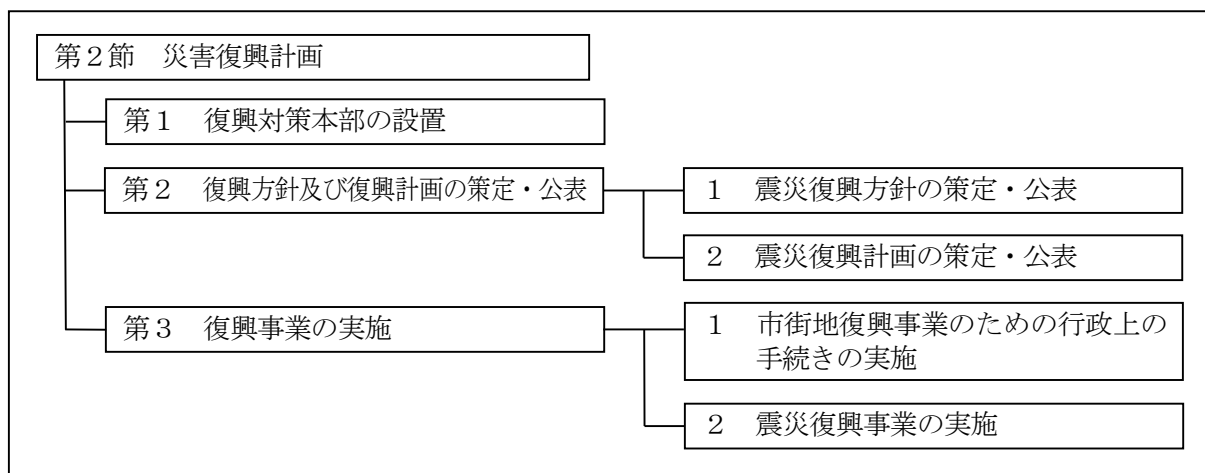 第２節　災害復興計画
第１　復興対策本部の設置
第２　復興方針及び復興計画の策定・公表
１　震災復興方針の策定・公表
２　震災復興計画の策定・公表
第３　復興事業の実施
１　市街地復興事業のための行政上の
手続きの実施
２　震災復興事業の実施